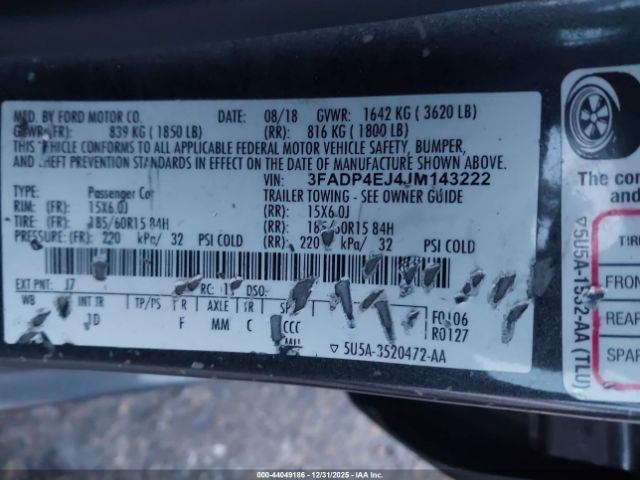 MFD. BY FORD MOTOR CO. DATE: 08/18 GVWR: 1642 KG ( 3620 LB)
GVWR (FR): 839 KG ( 1850 LB) (RR): 816 KG ( 1800 LB)
THIS VEHICLE CONFORMS TO ALL APPLICABLE FEDERAL MOTOR VEHICLE SAFETY, BUMPER,
AND THEFT PREVENTION STANDARDS IN EFFECT ON THE DATE OF MANUFACTURE SHOWN ABOVE.
VIN: 3FADP4EJ4JM143222
TYPE: Passenger Car TRAILER TOWING - SEE OWNER GUIDE
RIM: (FR): 15X6.0J (RR): 15X6.0J
TIRE: (FR): 185/60R15 84H (RR): 185/60R15 84H
PRESSURE: (FR): 220 kPa/ 32 PSI COLD (RR): 220 kPa/ 32 PSI COLD
EXT PNT: J7 RC: DSO:
WB INT TR TP/PS R AXLE TR
JD F MM C CCC
F0106
R0127
▽ 5U5A-3520472-AA
The con
TIRE
FRON
REAR
SPAR
▽5U5A-1532-AA (TLU)
000-44049186 - 12/31/2025 - IAA Inc.